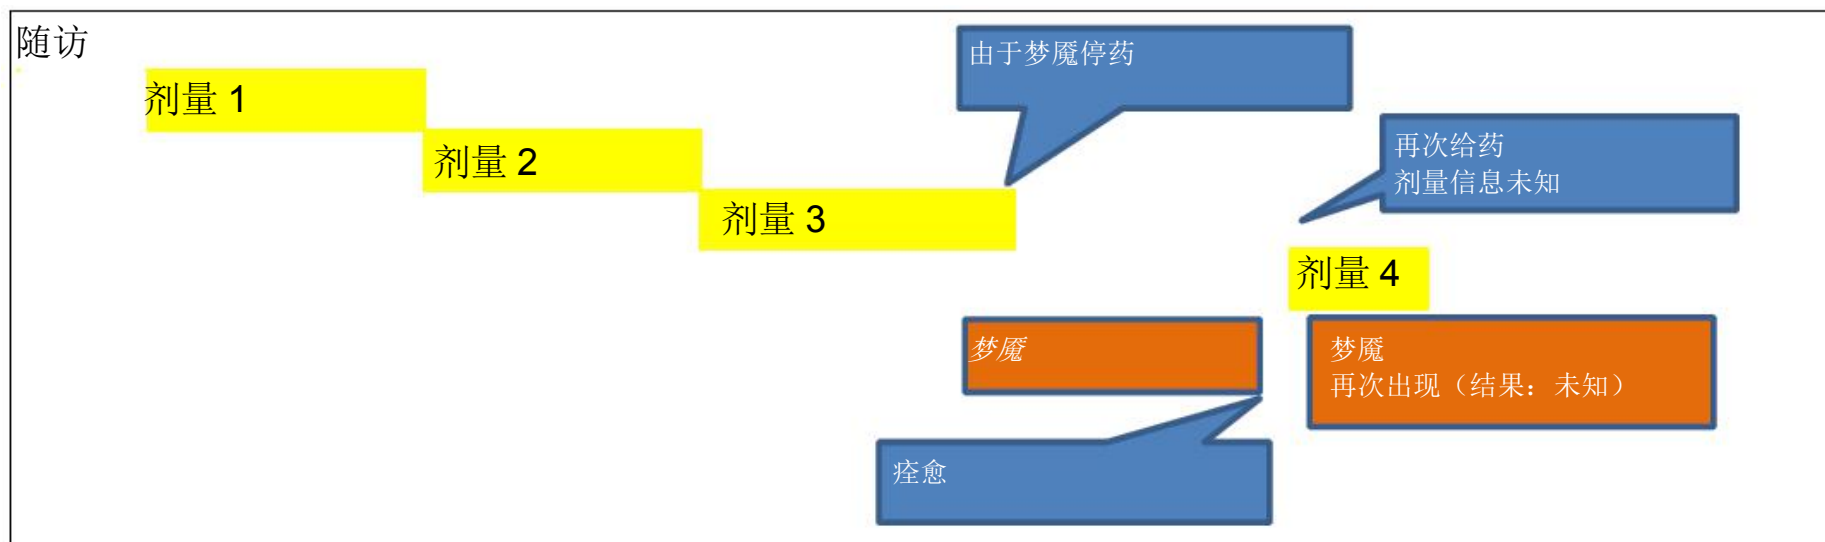 随访
由于梦魇停药
剂量 1
剂量 2
再次给药
剂量信息未知
剂量 3
剂量 4
梦魇
梦魇
再次出现（结果：未知）
痊愈